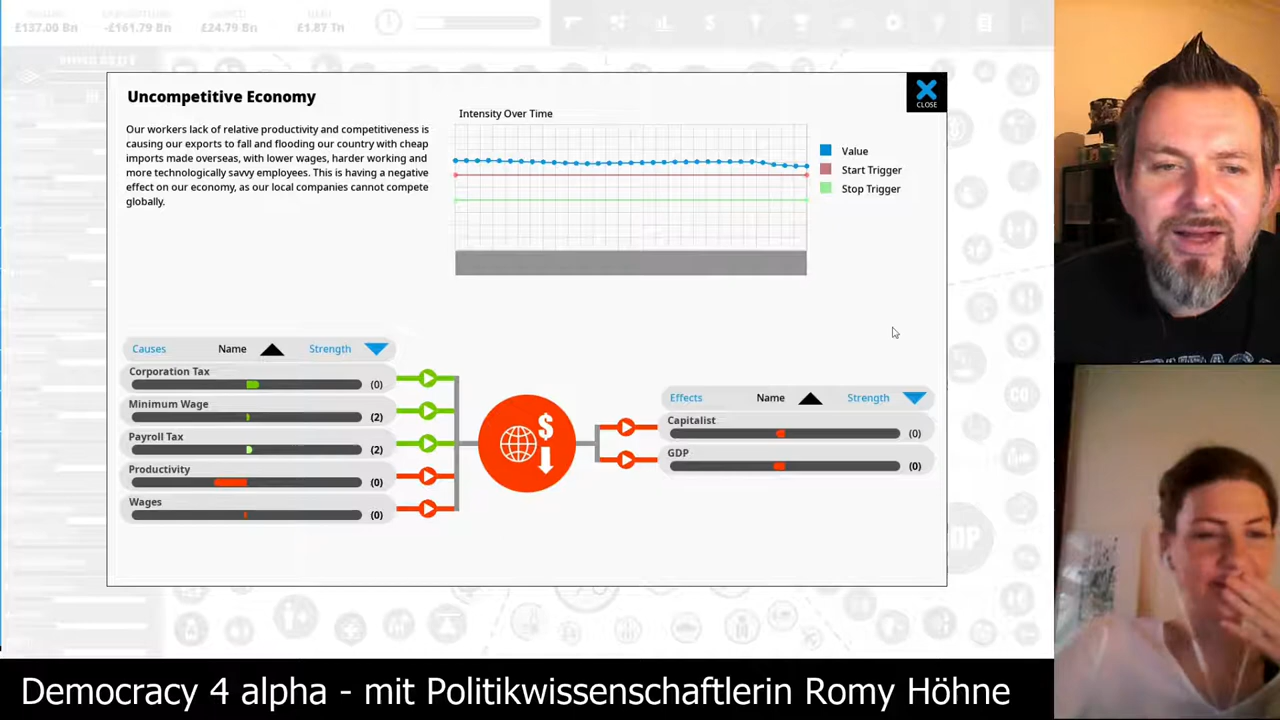 £137.00 Bn
-£161.79 Bn
£24.79 Bn
£1.87 Tn
Uncompetitive Economy
CLOSE
Our workers lack of relative productivity and competitiveness is
causing our exports to fall and flooding our country with cheap
imports made overseas, with lower wages, harder working and
more technologically savvy employees. This is having a negative
effect on our economy, as our local companies cannot compete
globally.
Intensity Over Time
Value
Start Trigger
Stop Trigger
Causes Name Strength
Corporation Tax
(0)
Minimum Wage
(2)
Payroll Tax
(2)
Productivity
(0)
Wages
(0)
$
Effects Name Strength
Capitalist
(0)
GDP
(0)
Democracy 4 alpha - mit Politikwissenschaftlerin Romy Höhne